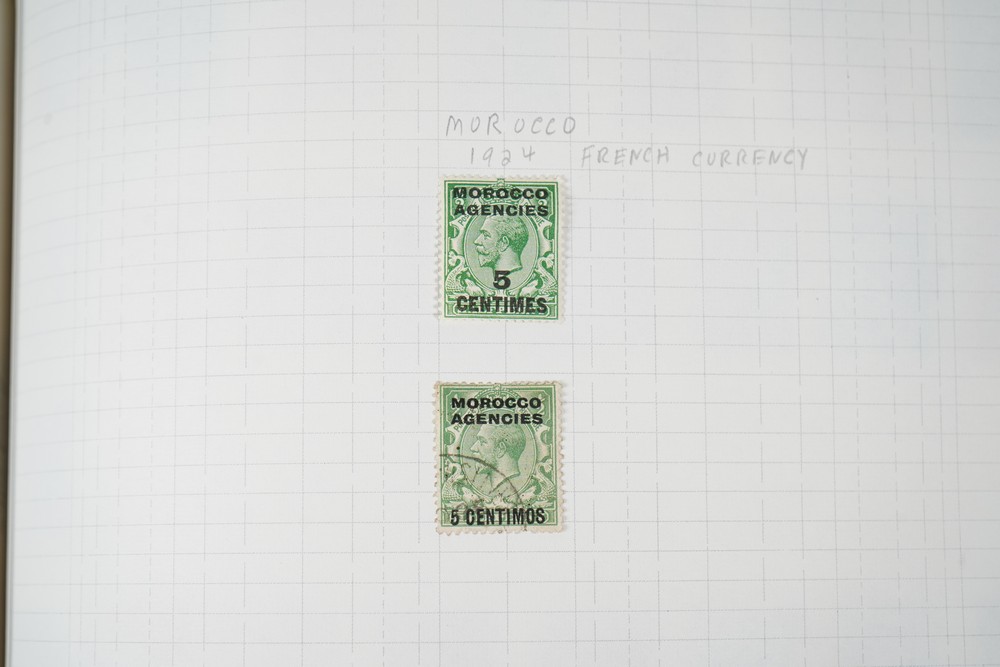 MOROCCO
1924 FRENCH CURRENCY
MOROCCO
AGENCIES
5
CENTIMES
MOROCCO
AGENCIES
5 CENTIMOS